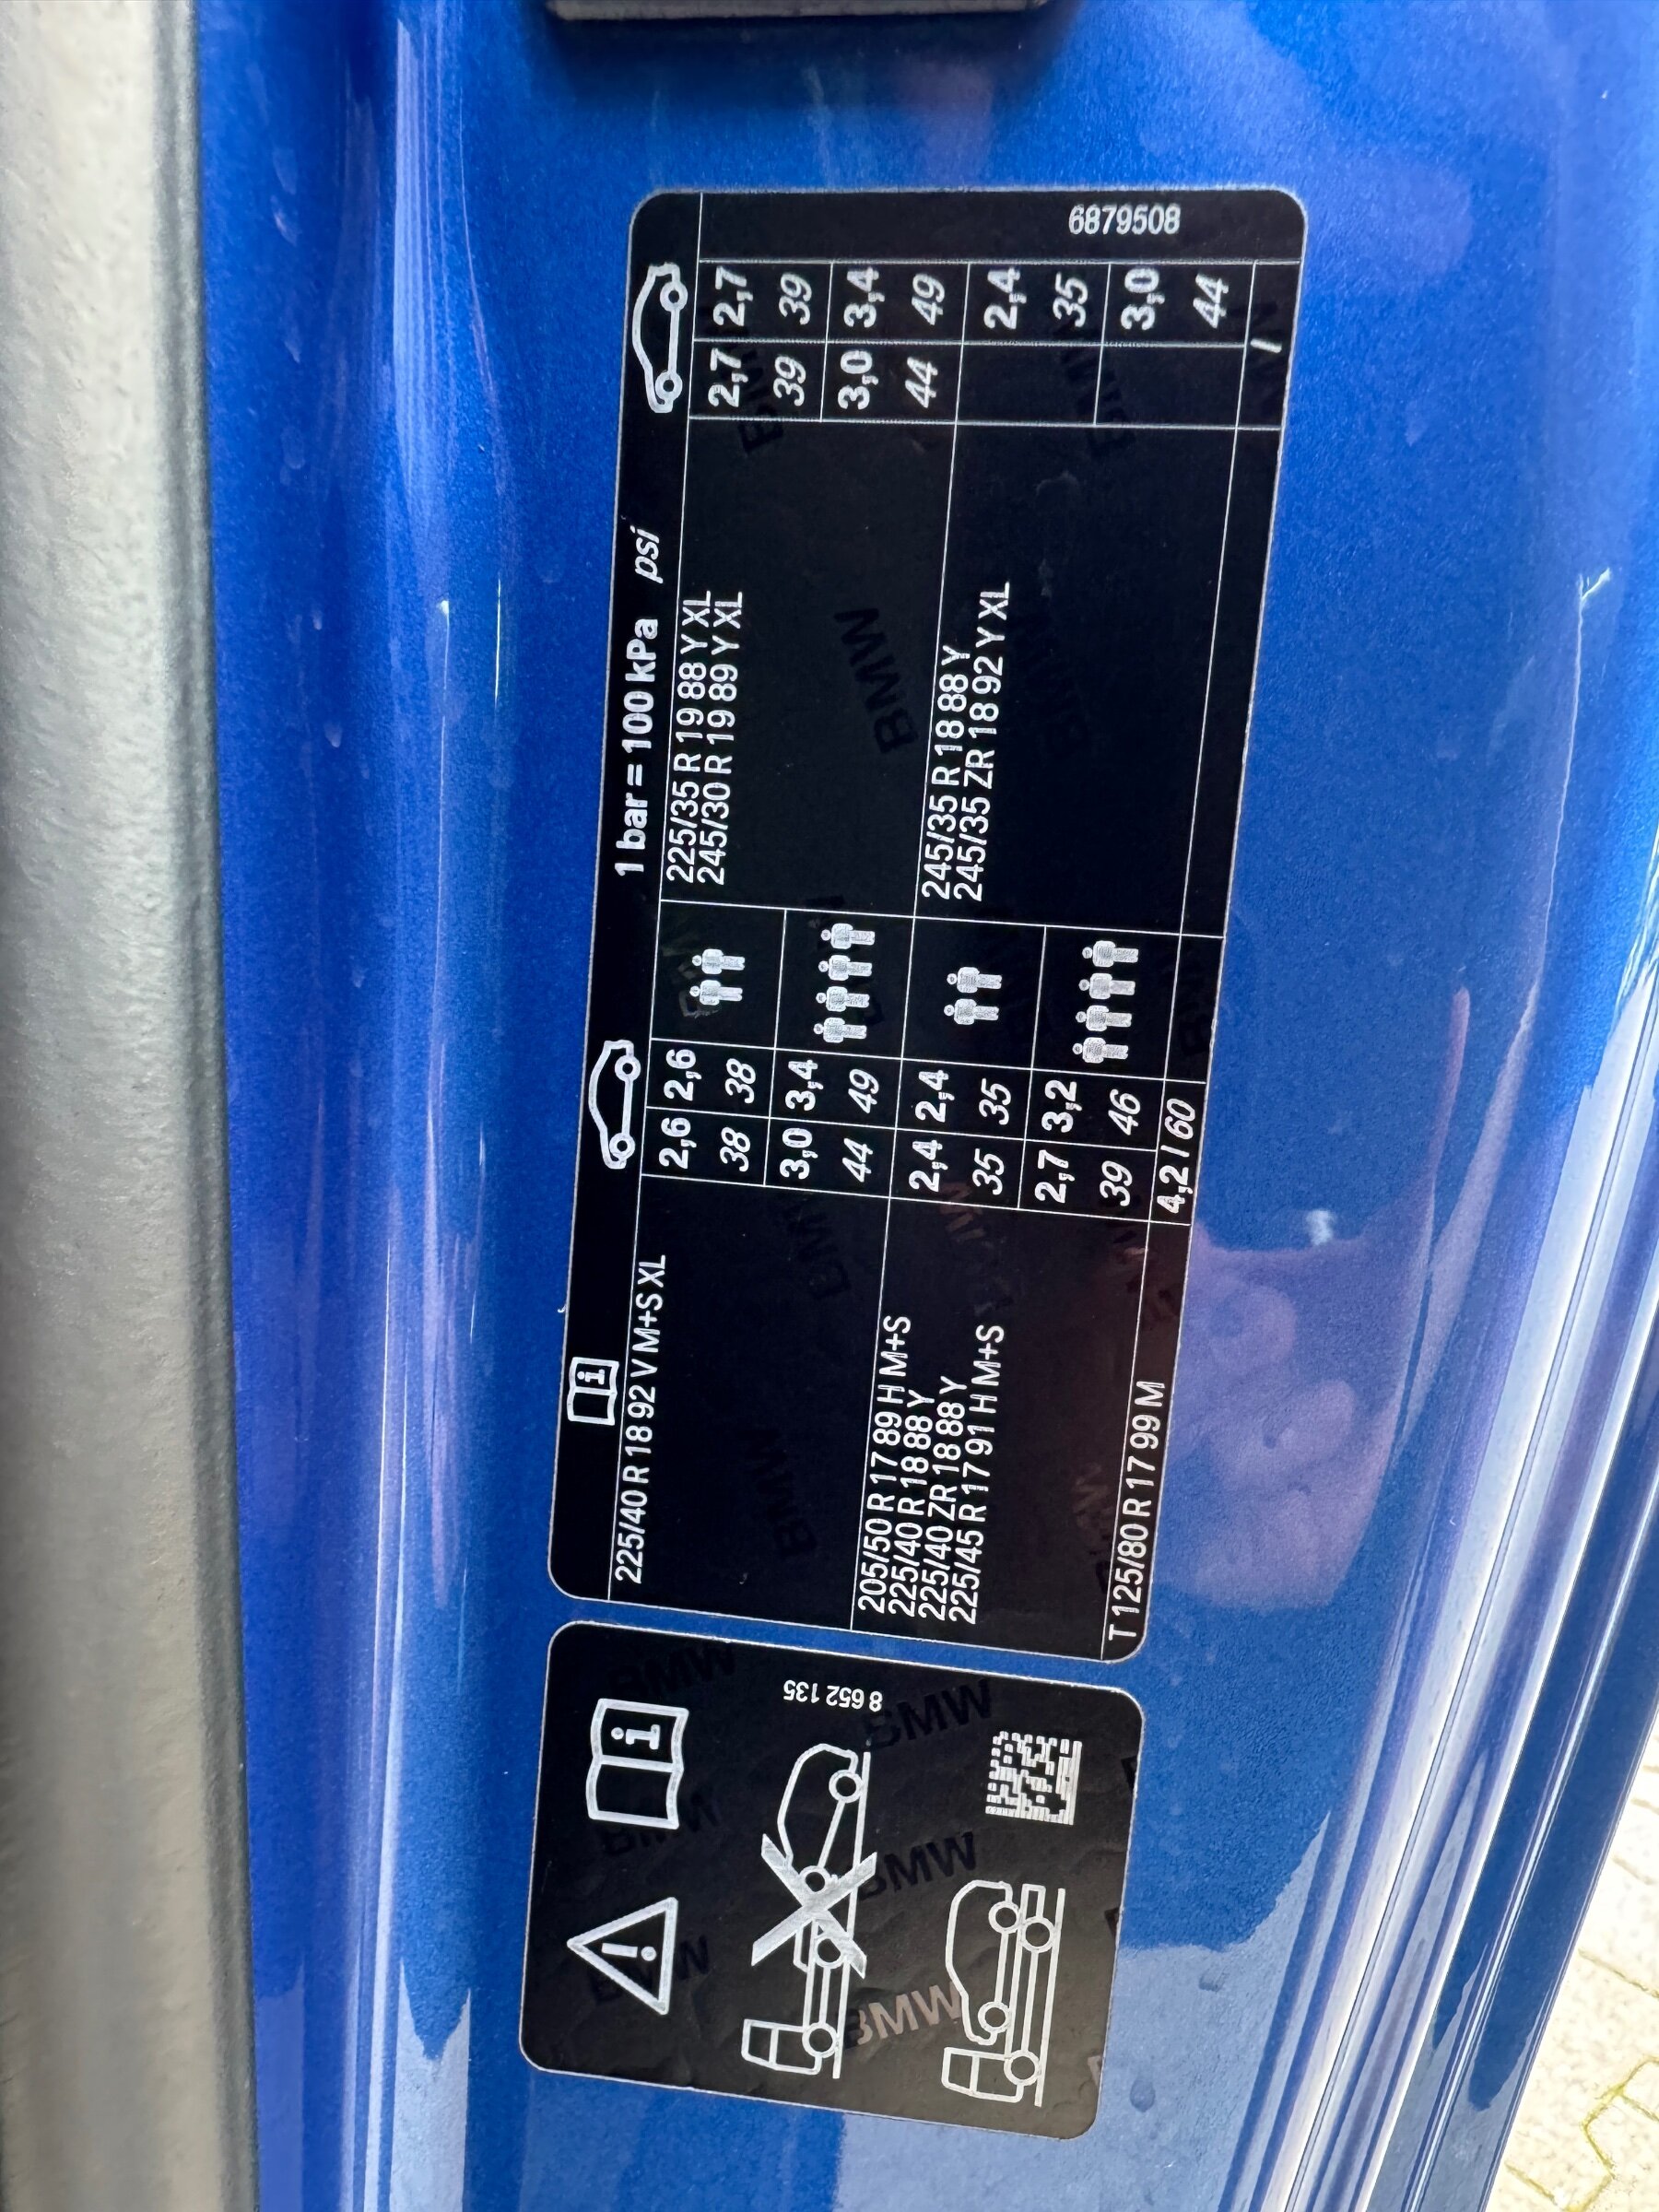 1 bar = 100 kPa psi
225/40 R 18 92 V M+S XL
2,6 2,6
38 38
3,0 3,4
44 49
225/35 R 19 88 Y XL
245/30 R 19 89 Y XL
2,7 2,7
39 39
3,0 3,4
44 49
205/50 R 17 89 H M+S
225/40 R 18 88 Y
225/40 ZR 18 88 Y
225/45 R 17 91 H M+S
2,4 2,4
35 35
2,7 3,2
39 46
245/35 R 18 88 Y
245/35 ZR 18 92 Y XL
2,4
35
3,0
44
T 125/80 R 17 99 M
4,2 / 60
/
6879508
8 652 135
BMW